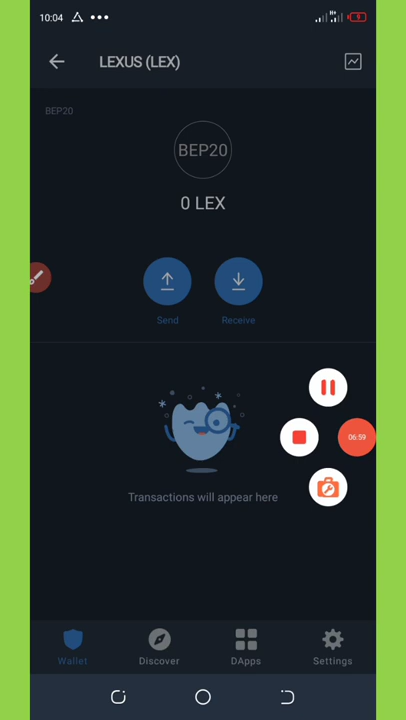 10:04
LEXUS (LEX)
BEP20
BEP20
0 LEX
Send Receive
06:59
Transactions will appear here
Wallet Discover DApps Settings